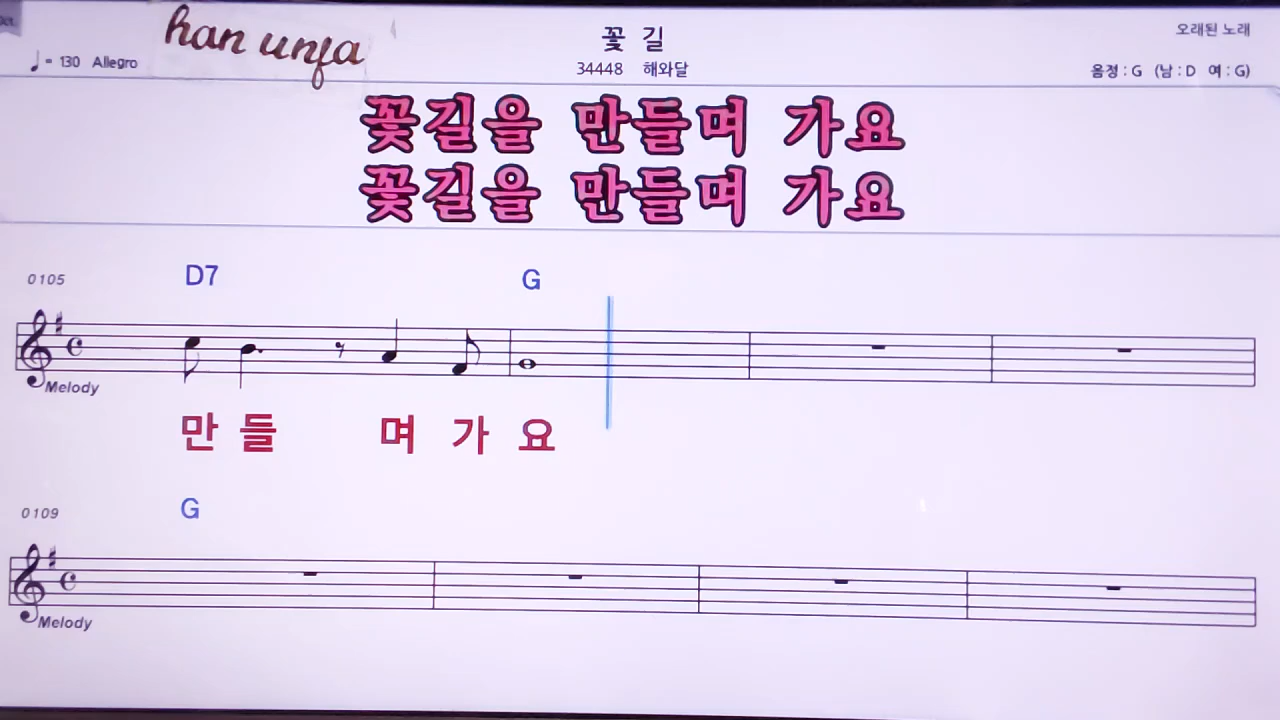 han unfa
꽃 길
오래된 노래
♩= 130 Allegro
34448 해와달
음정 : G (남 : D 여 : G)
꽃길을 만들며 가요
꽃길을 만들며 가요
0105
D7 G
Melody
만 들 며 가 요
0109
G
Melody